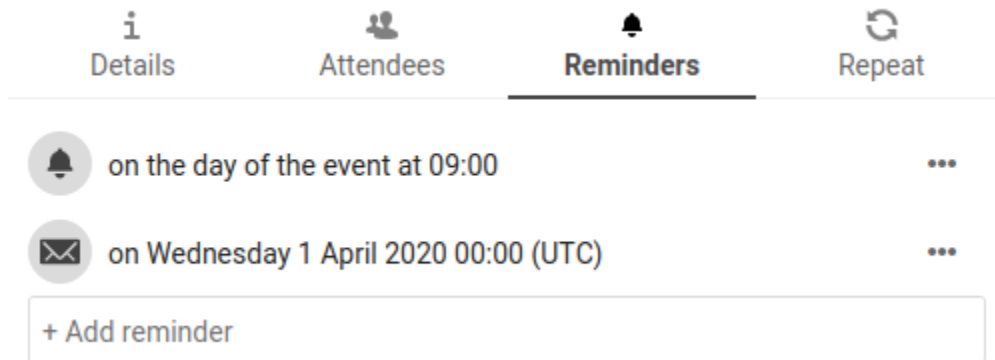 Details Attendees Reminders Repeat
on the day of the event at 09:00
on Wednesday 1 April 2020 00:00 (UTC)
+ Add reminder